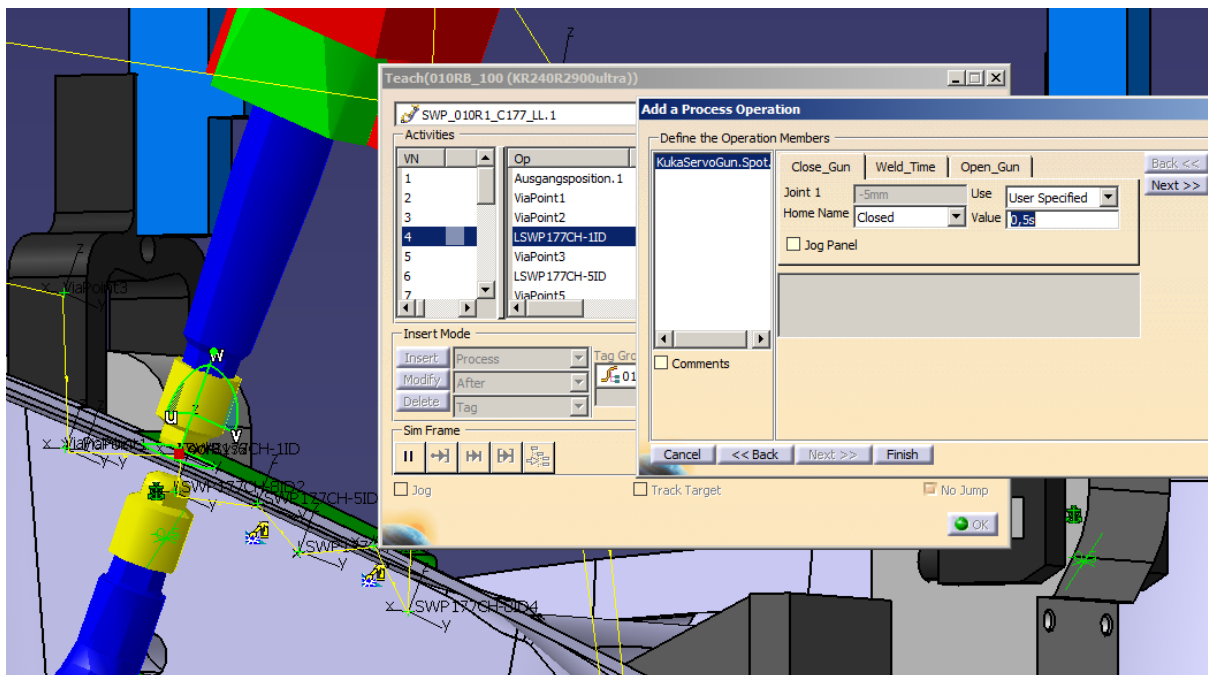 Teach(010RB_100 (KR240R2900ultra))
SWP_010R1_C177_LL.1
Activities
VN
1
2
3
4
5
6
7
Op
Ausgangsposition.1
ViaPoint1
ViaPoint2
LSWP177CH-1ID
ViaPoint3
LSWP177CH-5ID
ViaPoint5
Insert Mode
Insert Process
Modify After
Delete Tag
Tag Gro
01
Sim Frame
Jog
Track Target
No Jump
OK
Add a Process Operation
Define the Operation Members
KukaServoGun.Spot.
Close_Gun Weld_Time Open_Gun
Joint 1 -5mm Use User Specified
Home Name Closed Value 0,5s
Jog Panel
Back <<
Next >>
Comments
Cancel << Back Next >> Finish
z
z
x ViaPoint3
y
W
U
z
V
x
CH-1ID
y y
SWP177CH-5ID
y
z
y
x SWP177CH-8ID4
y